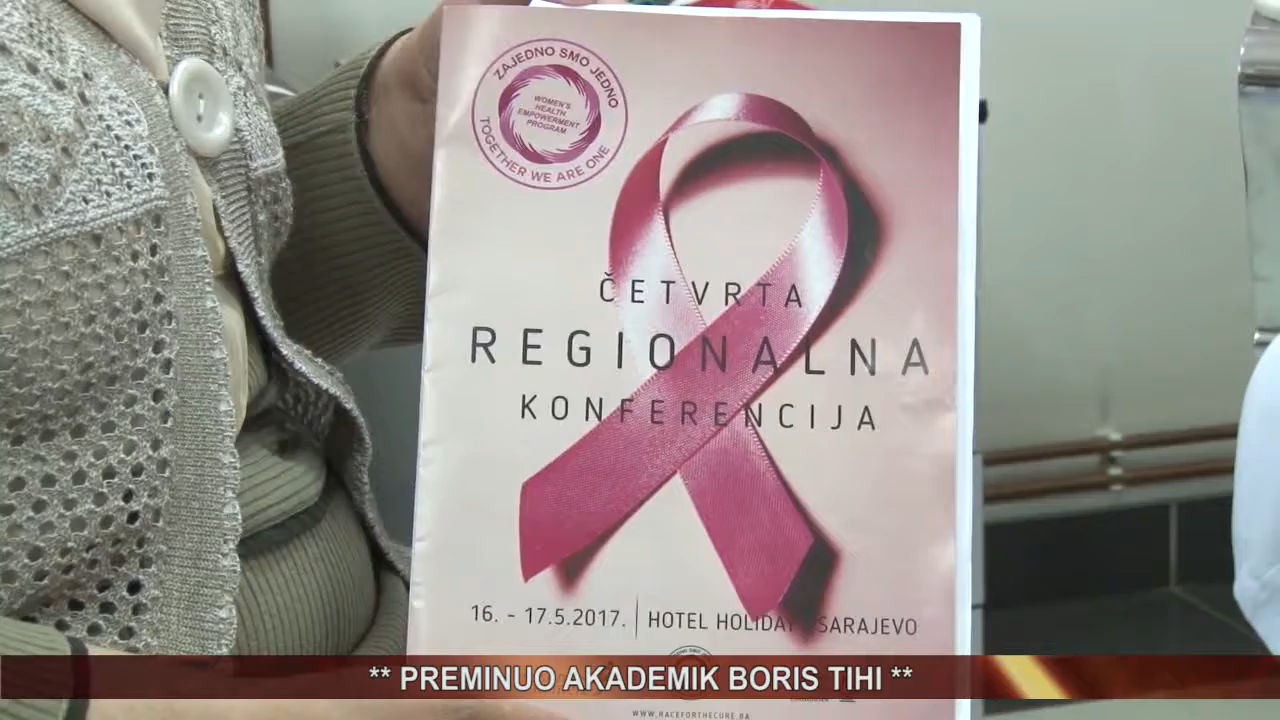 ZAJEDNO SMO JEDNO
WOMEN'S
HEALTH
EMPOWERMENT
PROGRAM
TOGETHER WE ARE ONE
ČETVRTA
REGIONALNA
KONFERENCIJA
16. - 17.5.2017. | HOTEL HOLIDAY SARAJEVO
** PREMINUO AKADEMIK BORIS TIHI **
WWW.RACEFORTHECURE.BA